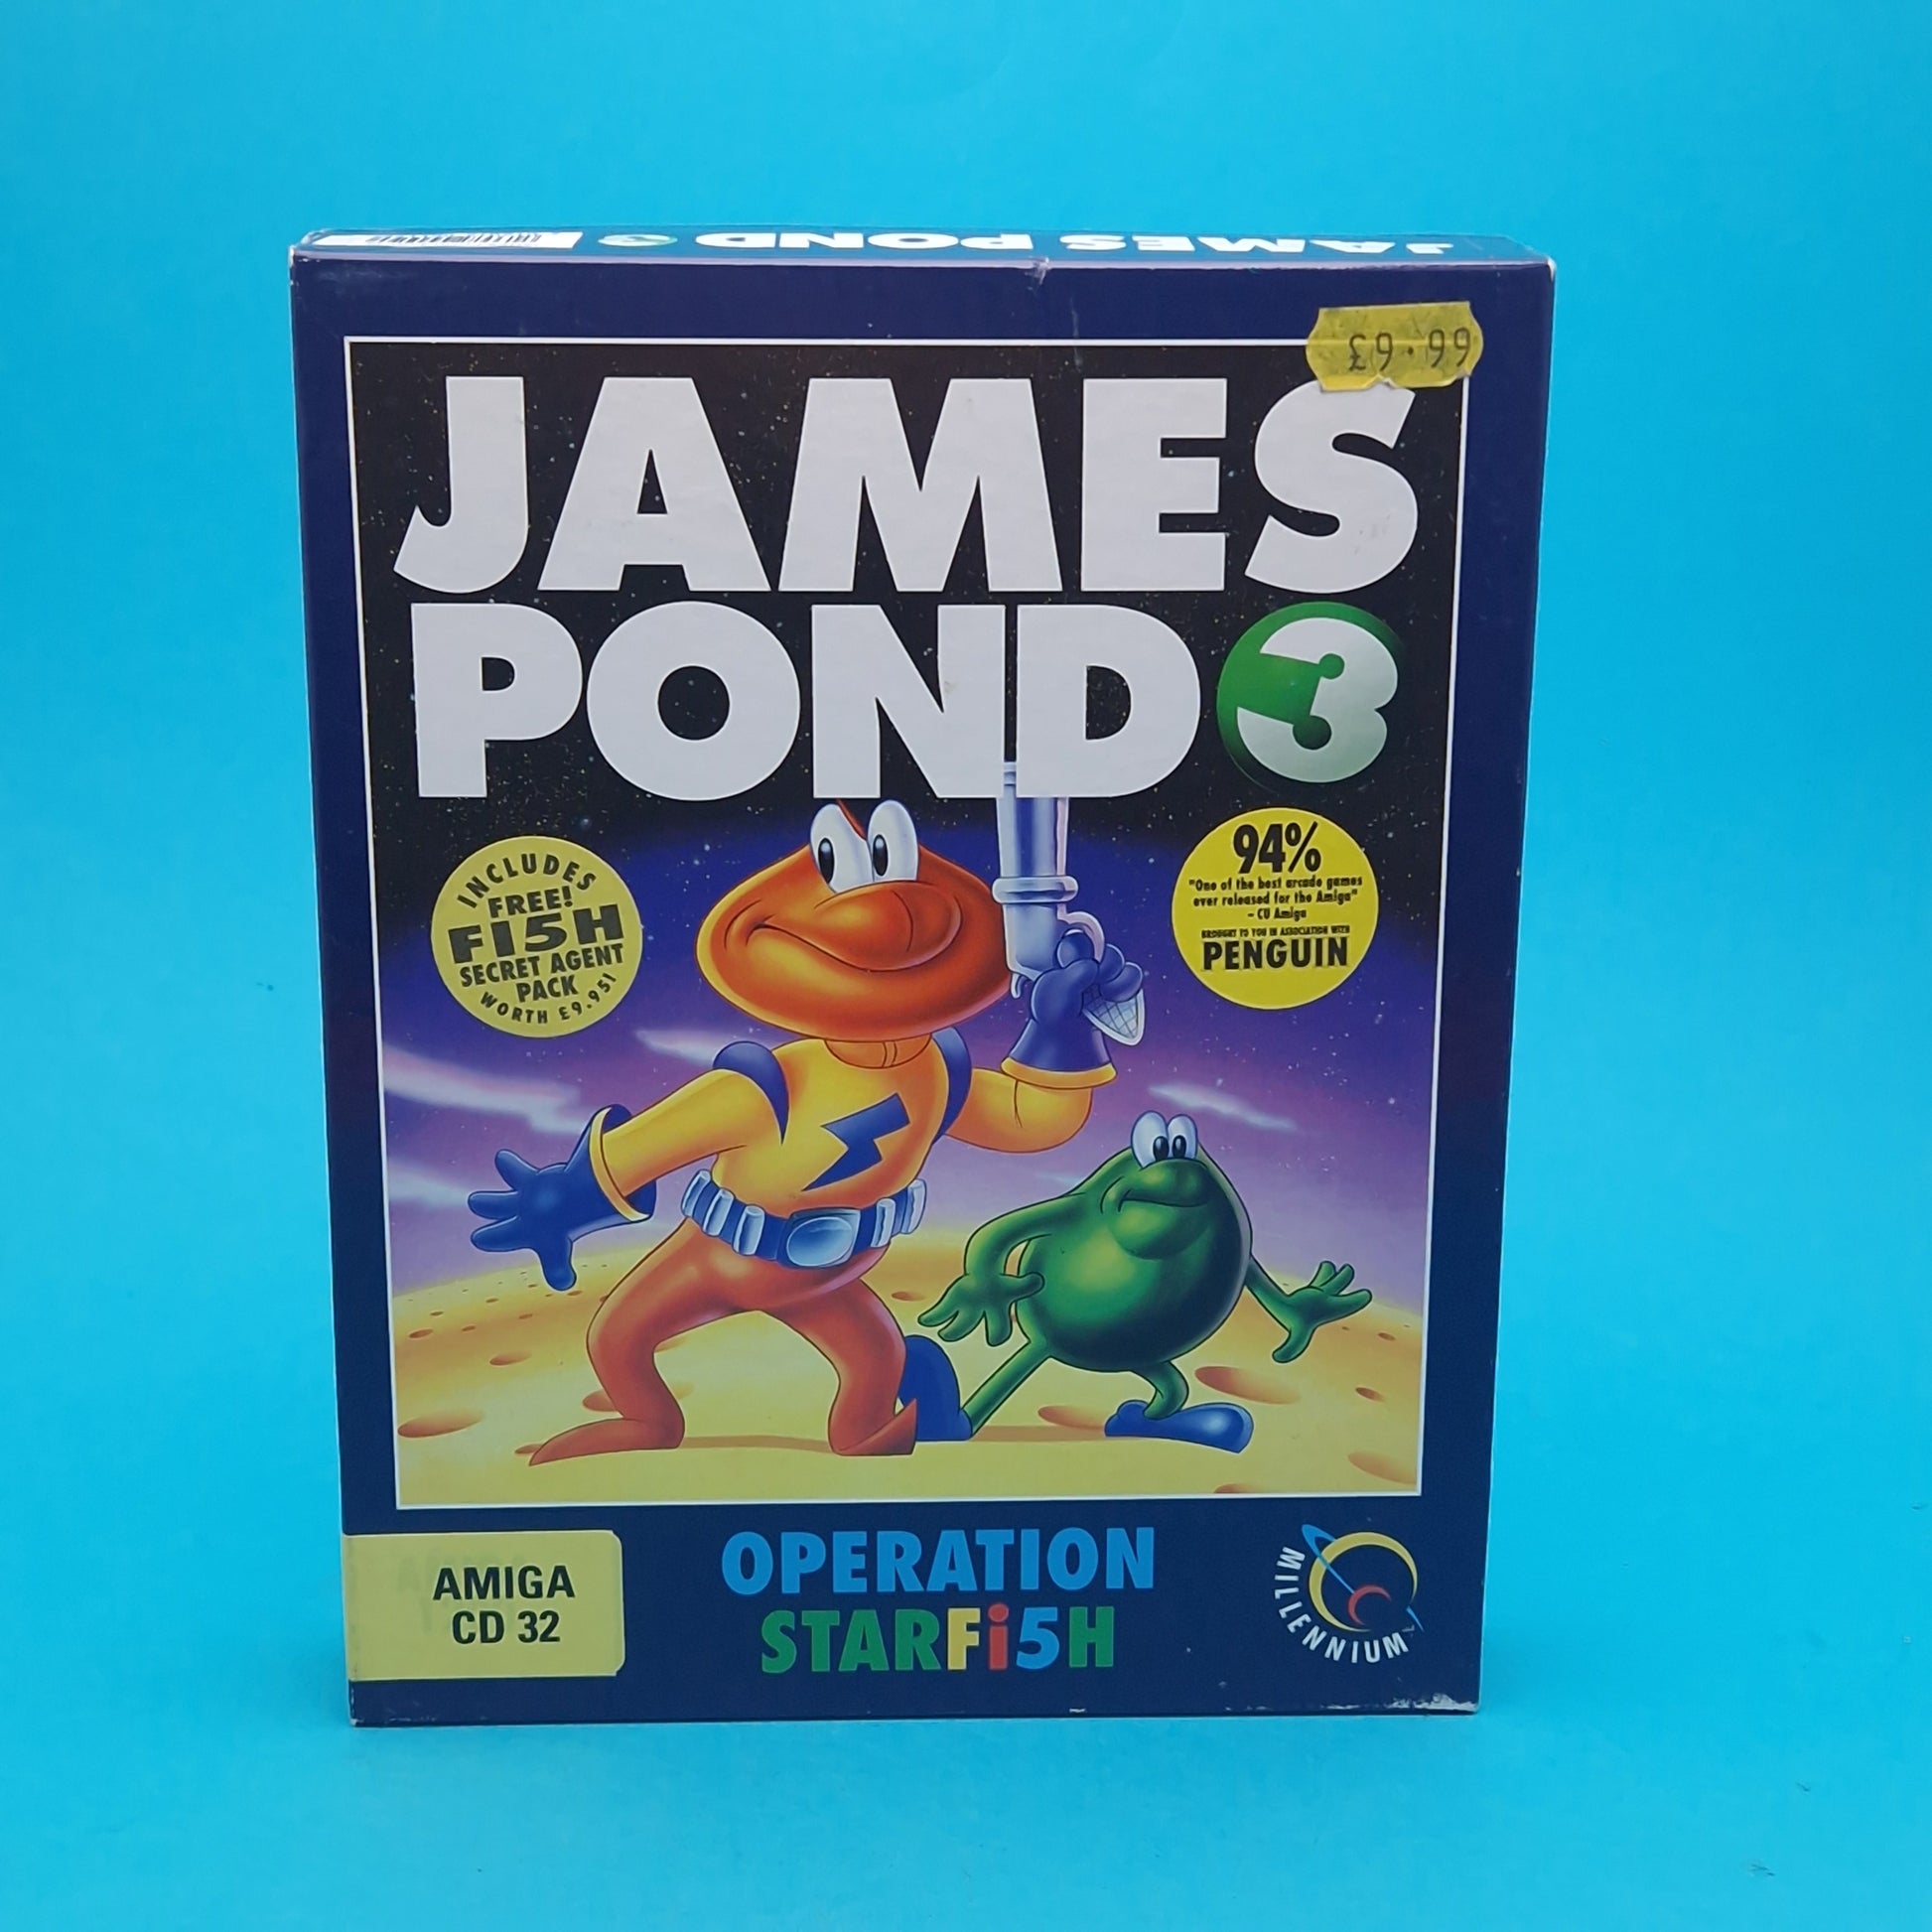 JAMES POND 3
£9.99
JAMES
POND 3
INCLUDES
FREE!
FI5H
SECRET AGENT
PACK
WORTH £9.95!
94%
"One of the best arcade games
ever released for the Amiga"
- CU Amiga
BROUGHT TO YOU IN ASSOCIATION WITH
PENGUIN
AMIGA
CD 32
OPERATION
STARFi5H
MILLENNIUM